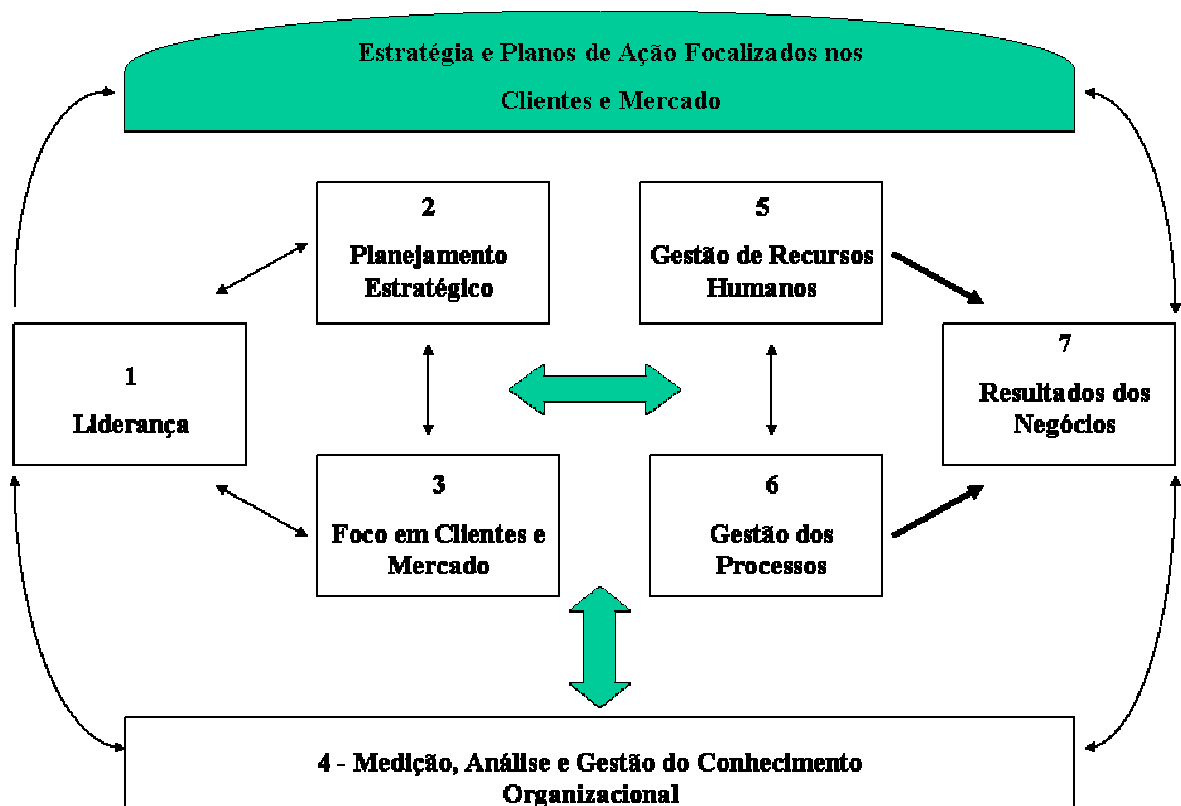 Estratégia e Planos de Ação Focalizados nos
Clientes e Mercado
1
Liderança
2
Planejamento
Estratégico
3
Foco em Clientes e
Mercado
5
Gestão de Recursos
Humanos
6
Gestão dos
Processos
7
Resultados dos
Negócios
4 - Medição, Análise e Gestão do Conhecimento
Organizacional